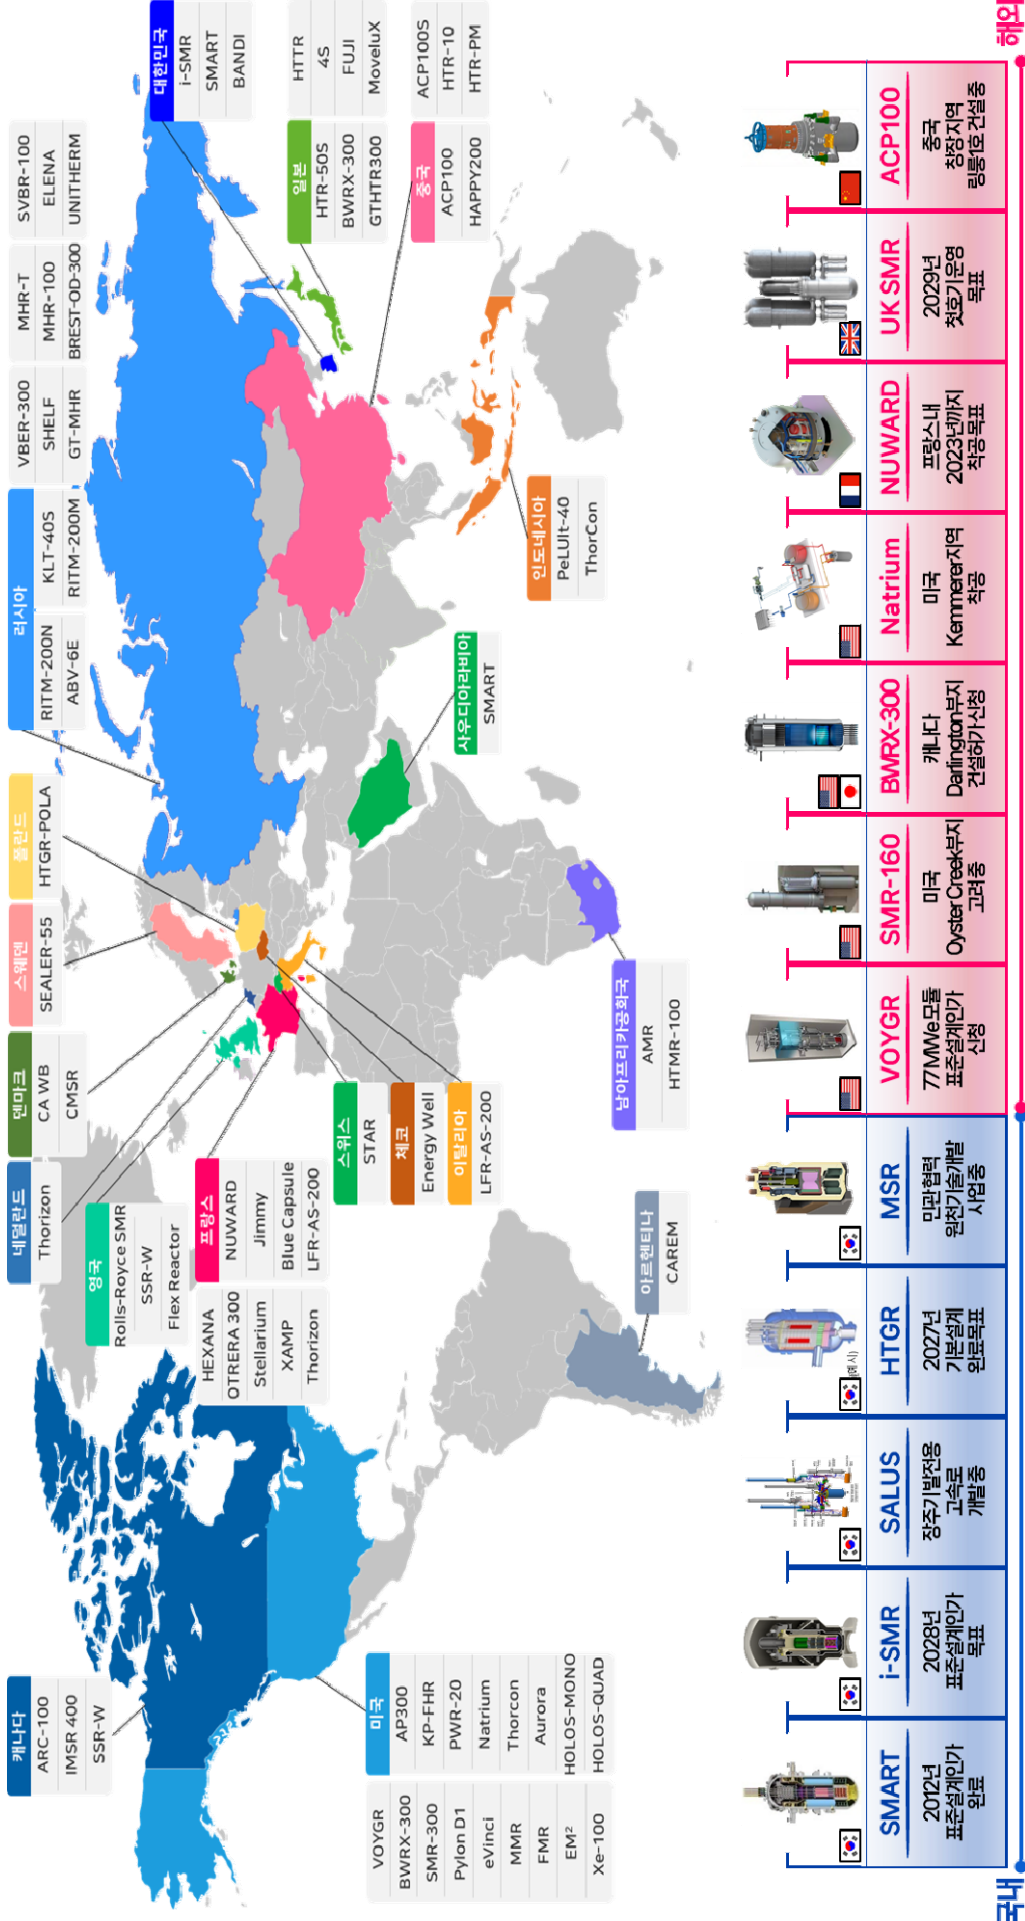 캐나다
ARC-100
IMSR 400
SSR-W
미국
AP300
KP-FHR
PWR-20
Natrium
Thorcon
Aurora
HOLOS-MONO
HOLOS-QUAD
VOYGR
BWRX-300
SMR-300
Pylon D1
eVinci
MMR
FMR
EM²
Xe-100
네덜란드
Thorizon
덴마크
CA WB
CMSR
스웨덴
SEALER-55
폴란드
HTGR-POLA
영국
Rolls-Royce SMR
SSR-W
Flex Reactor
프랑스
NUWARD
Jimmy
Blue Capsule
LFR-AS-200
HEXANA
OTRERA 300
Stellarium
XAMP
Thorizon
스위스
STAR
체코
Energy Well
이탈리아
LFR-AS-200
아르헨티나
CAREM
남아프리카공화국
AMR
HTMR-100
사우디아라비아
SMART
러시아
RITM-200N
ABV-6E
KLT-40S
RITM-200M
VBER-300
SHELF
GT-MHR
MHR-T
MHR-100
BREST-OD-300
SVBR-100
ELENA
UNITHERM
대한민국
i-SMR
SMART
BANDI
일본
HTR-50S
BWRX-300
GTHTR300
HTTR
4S
FUJI
MoveluX
중국
ACP100
HAPPY200
ACP100S
HTR-10
HTR-PM
인도네시아
PeLUIt-40
ThorCon
국내
SMART
2012년
표준설계인가
완료
i-SMR
2028년
표준설계인가
목표
SALUS
장주기 발전용
고속로
개발중
(예시)
HTGR
2027년
기본설계
완료목표
MSR
민관협력
원천기술개발
사업중
VOYGR
77MWe모듈
표준설계인가
신청
SMR-160
미국
Oyster Creek부지
고려중
BWRX-300
캐나다
Darlington부지
건설허가신청
Natrium
미국
Kemmerer지역
착공
NUWARD
프랑스내
2023년까지
착공목표
UK SMR
2029년
첫호기운영
목표
ACP100
중국
창장지역
링룽1호 건설중
해외